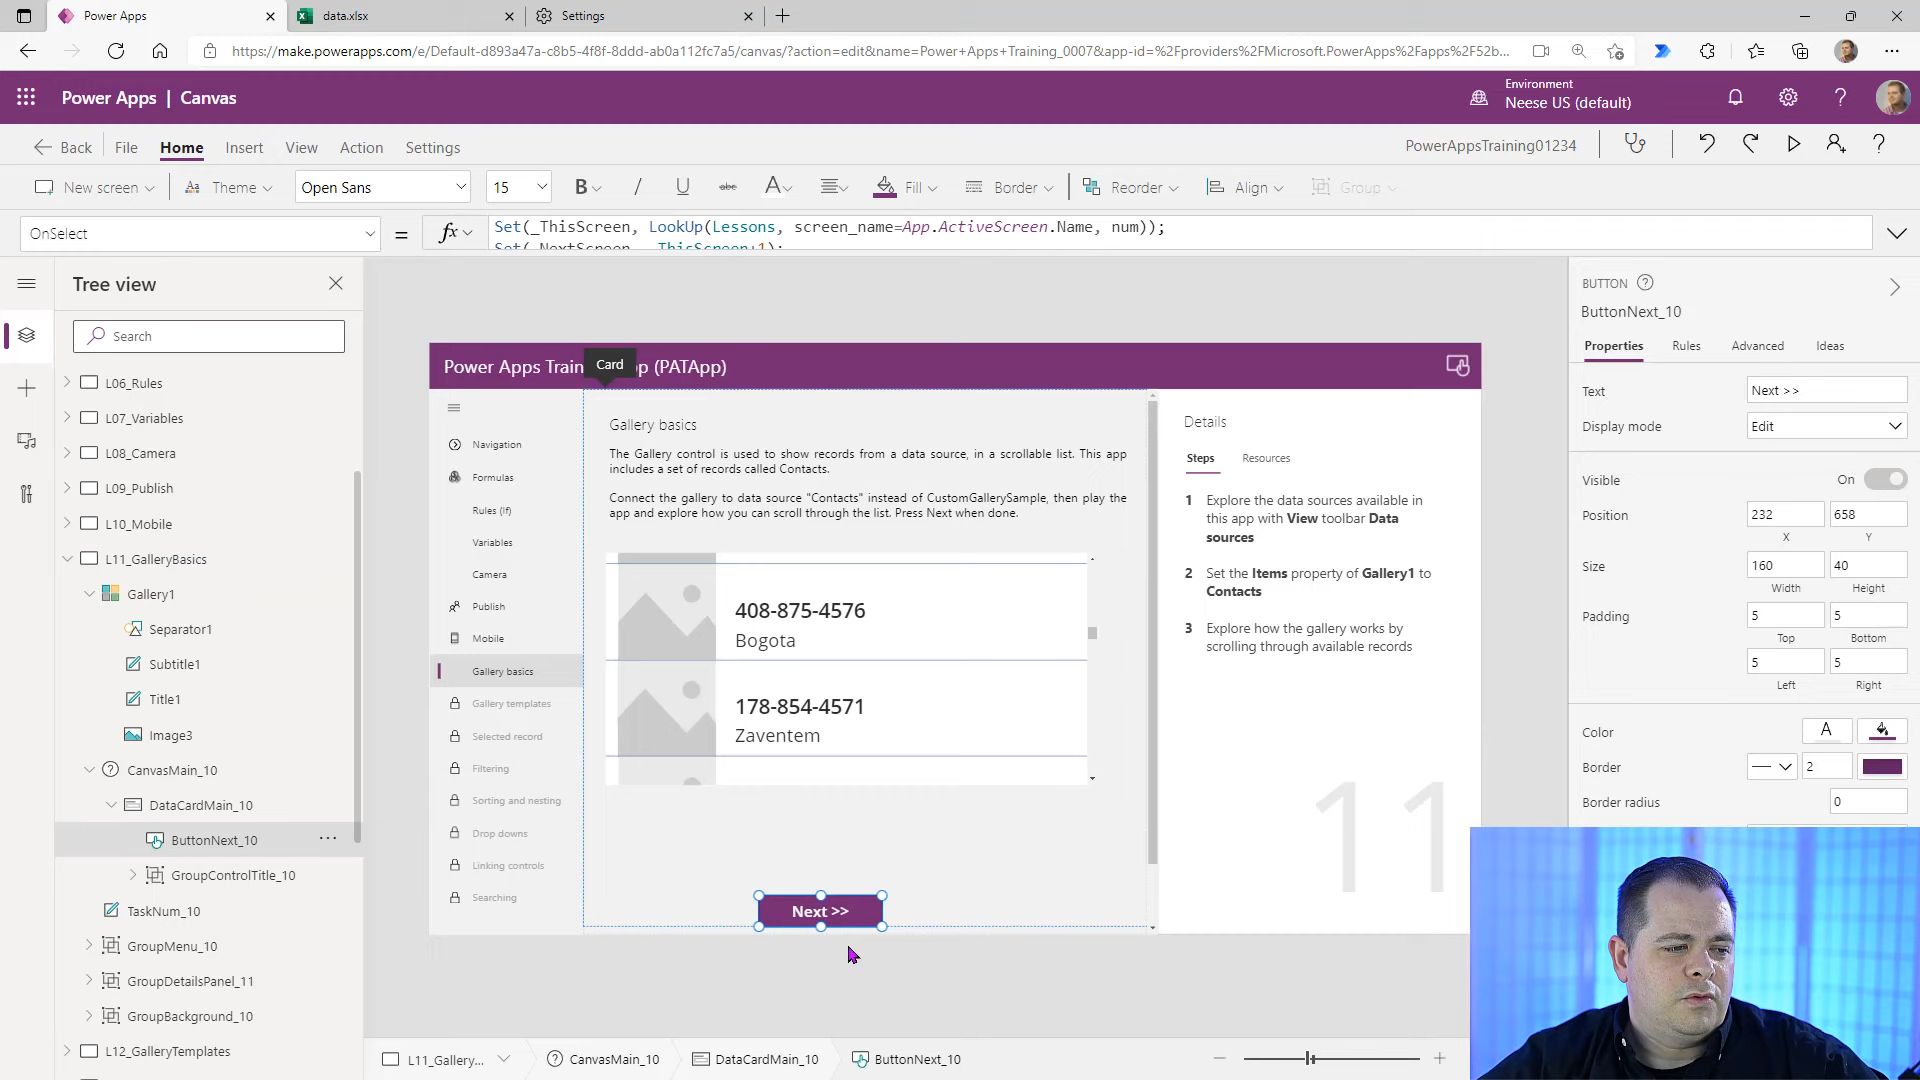 Power Apps
data.xlsx
Settings
https://make.powerapps.com/e/Default-d893a47a-c8b5-4f8f-8ddd-ab0a112fc7a5/canvas/?action=edit&name=Power+Apps+Training_0007&app-id=%2Fproviders%2FMicrosoft.PowerApps%2Fapps%2F52b...
Power Apps | Canvas
Environment
Neese US (default)
Back File Home Insert View Action Settings
PowerAppsTraining01234
New screen Theme Open Sans 15 B I U abc A Fill Border Reorder Align Group
OnSelect = fx Set(_ThisScreen, LookUp(Lessons, screen_name=App.ActiveScreen.Name, num));
Set(_NextScreen, _ThisScreen+1);
Tree view
Search
L06_Rules
L07_Variables
L08_Camera
L09_Publish
L10_Mobile
L11_GalleryBasics
Gallery1
Separator1
Subtitle1
Title1
Image3
CanvasMain_10
DataCardMain_10
ButtonNext_10
GroupControlTitle_10
TaskNum_10
GroupMenu_10
GroupDetailsPanel_11
GroupBackground_10
L12_GalleryTemplates
Card
Power Apps Train p (PATApp)
Navigation
Formulas
Rules (If)
Variables
Camera
Publish
Mobile
Gallery basics
Gallery templates
Selected record
Filtering
Sorting and nesting
Drop downs
Linking controls
Searching
Gallery basics
The Gallery control is used to show records from a data source, in a scrollable list. This app
includes a set of records called Contacts.
Connect the gallery to data source "Contacts" instead of CustomGallerySample, then play the
app and explore how you can scroll through the list. Press Next when done.
408-875-4576
Bogota
178-854-4571
Zaventem
Next >>
Details
Steps Resources
1 Explore the data sources available in
this app with View toolbar Data
sources
2 Set the Items property of Gallery1 to
Contacts
3 Explore how the gallery works by
scrolling through available records
11
BUTTON
ButtonNext_10
Properties Rules Advanced Ideas
Text Next >>
Display mode Edit
Visible On
Position 232 658
X Y
Size 160 40
Width Height
Padding 5 5
Top Bottom
5 5
Left Right
Color A
Border 2
Border radius 0
L11_Gallery... CanvasMain_10 DataCardMain_10 ButtonNext_10